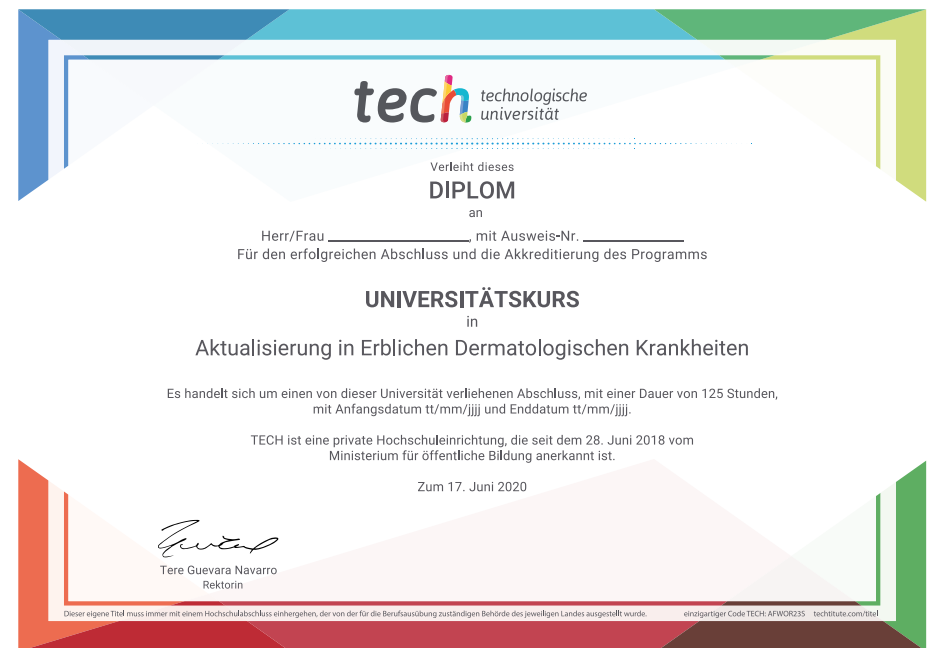 tech technologische
universität
Verleiht dieses
DIPLOM
an
Herr/Frau ____________________, mit Ausweis-Nr. ______________
Für den erfolgreichen Abschluss und die Akkreditierung des Programms
UNIVERSITÄTSKURS
in
Aktualisierung in Erblichen Dermatologischen Krankheiten
Es handelt sich um einen von dieser Universität verliehenen Abschluss, mit einer Dauer von 125 Stunden,
mit Anfangsdatum tt/mm/jjjj und Enddatum tt/mm/jjjj.
TECH ist eine private Hochschuleinrichtung, die seit dem 28. Juni 2018 vom
Ministerium für öffentliche Bildung anerkannt ist.
Zum 17. Juni 2020
Tere Guevara Navarro
Rektorin
Dieser eigene Titel muss immer mit einem Hochschulabschluss einhergehen, der von der für die Berufsausübung zuständigen Behörde des jeweiligen Landes ausgestellt wurde. einzigartiger Code TECH: AFWOR23S techtitute.com/titel